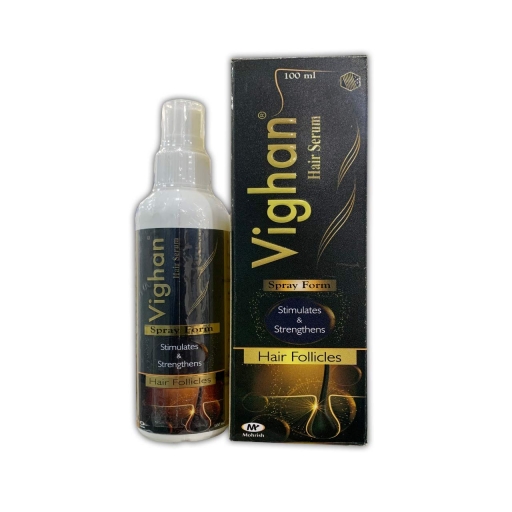 Vighan®
Hair Serum
Spray Form
Stimulates
&
Strengthens
Hair Follicles
100 ml
Vighan®
Hair Serum
Spray Form
Stimulates
&
Strengthens
Hair Follicles
Mohrish